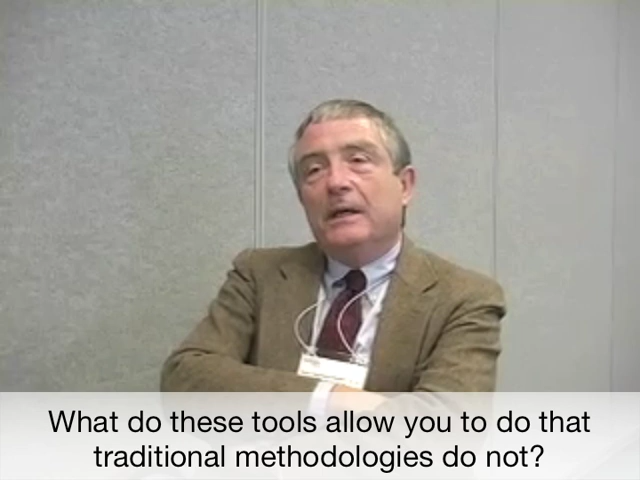 What do these tools allow you to do that
traditional methodologies do not?